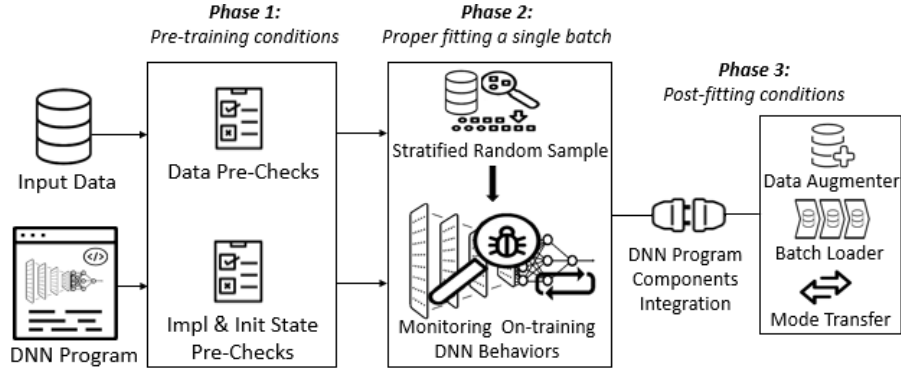 Phase 1:
Pre-training conditions
Phase 2:
Proper fitting a single batch
Phase 3:
Post-fitting conditions
Input Data
DNN Program
</>
Data Pre-Checks
Impl & Init State
Pre-Checks
Stratified Random Sample
Monitoring On-training
DNN Behaviors
DNN Program
Components
Integration
Data Augmenter
Batch Loader
Mode Transfer